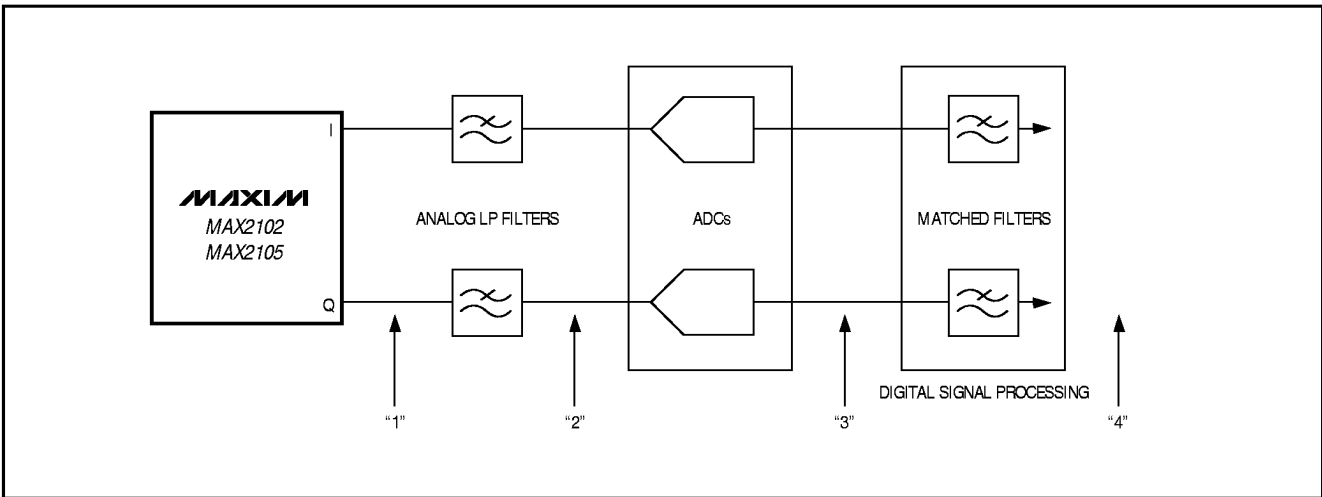 I
MAXIM
MAX2102
MAX2105
Q
ANALOG LP FILTERS
ADCs
MATCHED FILTERS
DIGITAL SIGNAL PROCESSING
“1”
“2”
“3”
“4”